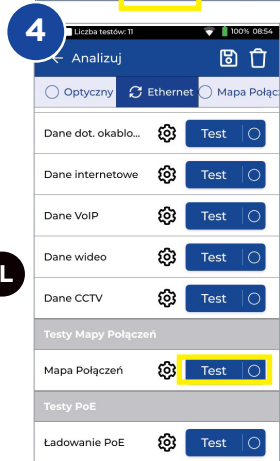 4
Liczba testów: 11 100% 08:54
Analizuj
Optyczny Ethernet Mapa Połąc
Dane dot. okablo... Test
Dane internetowe Test
Dane VoIP Test
Dane wideo Test
Dane CCTV Test
L
Testy Mapy Połączeń
Mapa Połączeń Test
Testy PoE
Ładowanie PoE Test